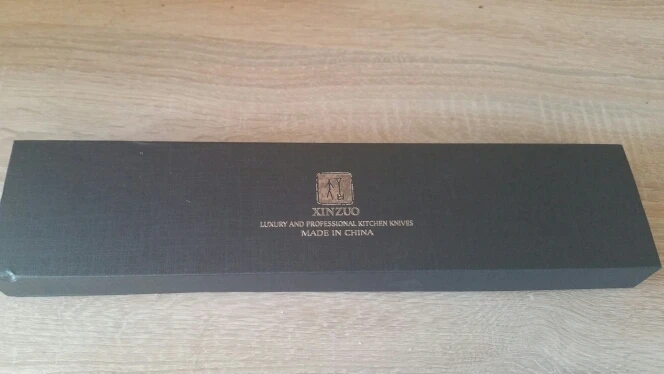 XINZUO
LUXURY AND PROFESSIONAL KITCHEN KNIVES
MADE IN CHINA